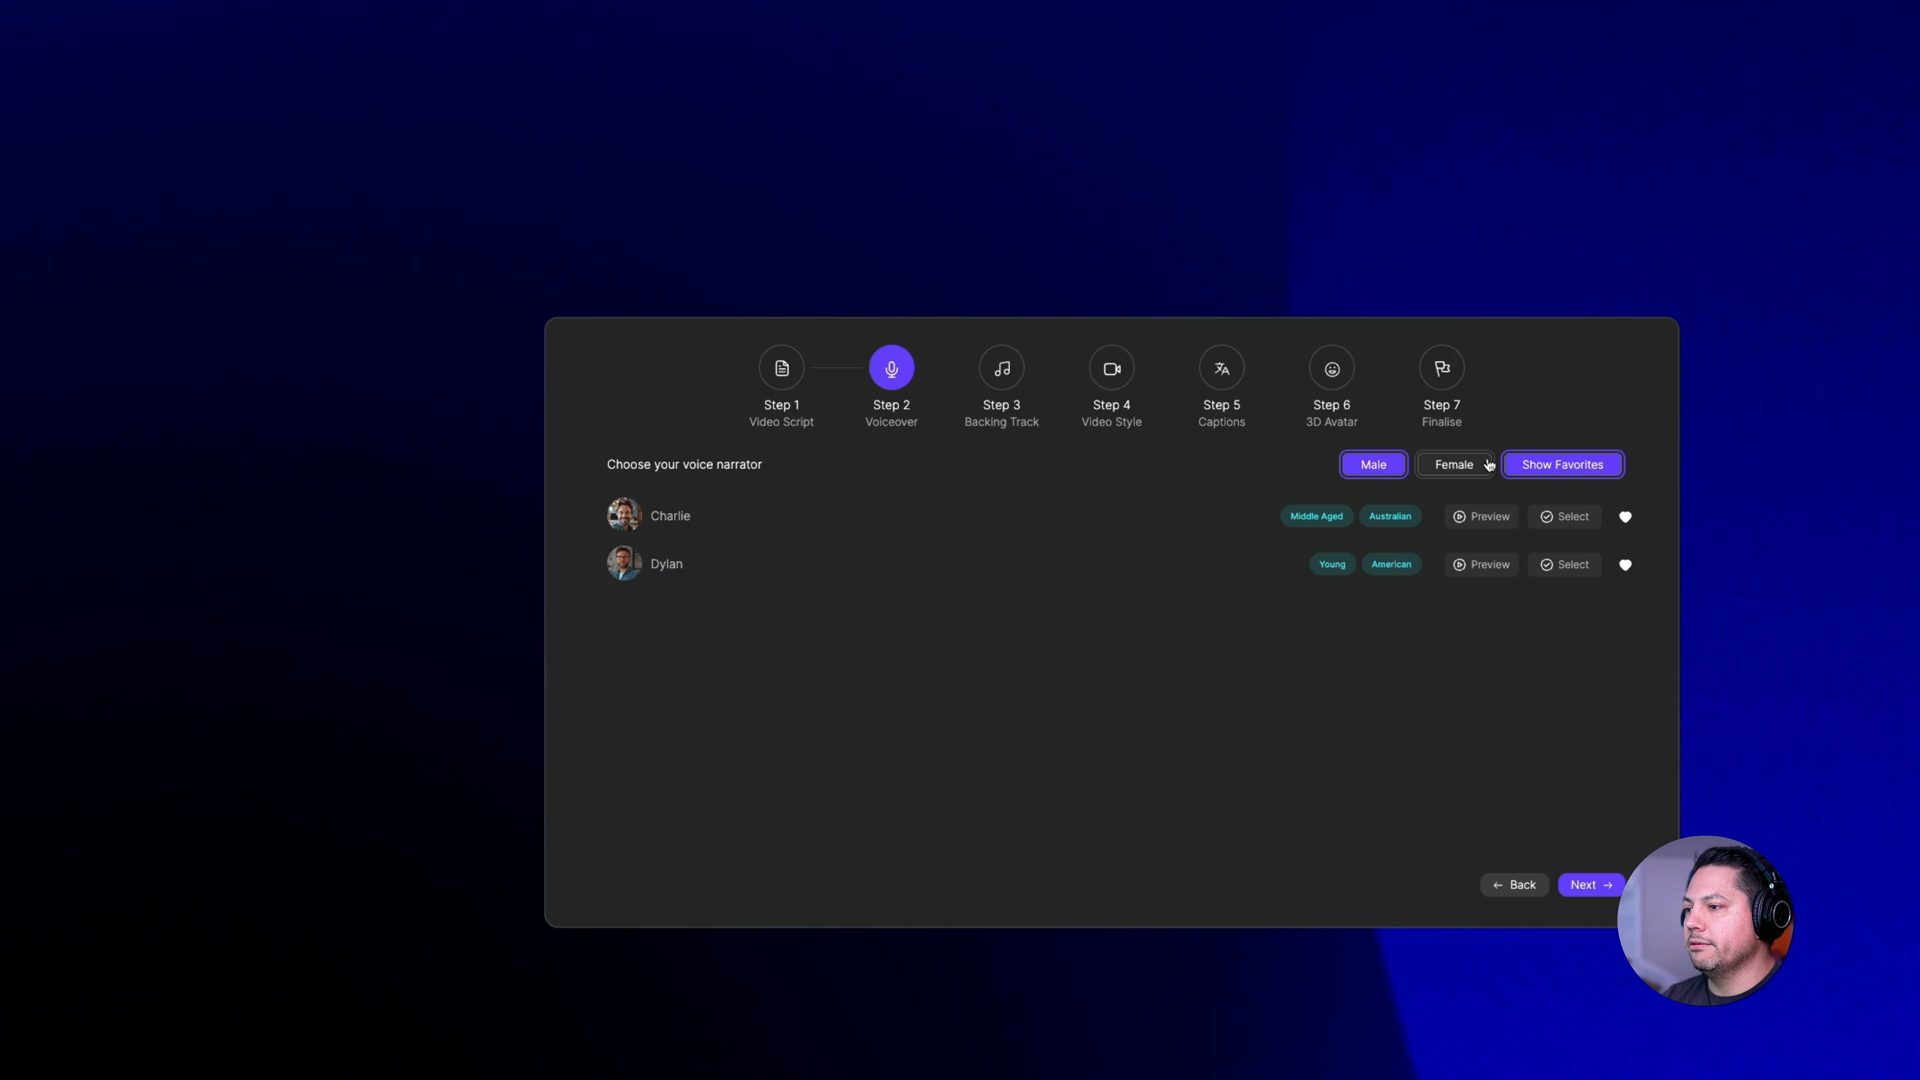 Step 1
Video Script
Step 2
Voiceover
Step 3
Backing Track
Step 4
Video Style
Step 5
Captions
Step 6
3D Avatar
Step 7
Finalise
Choose your voice narrator
Male
Female
Show Favorites
Charlie
Middle Aged
Australian
Preview
Select
Dylan
Young
American
Preview
Select
← Back
Next →